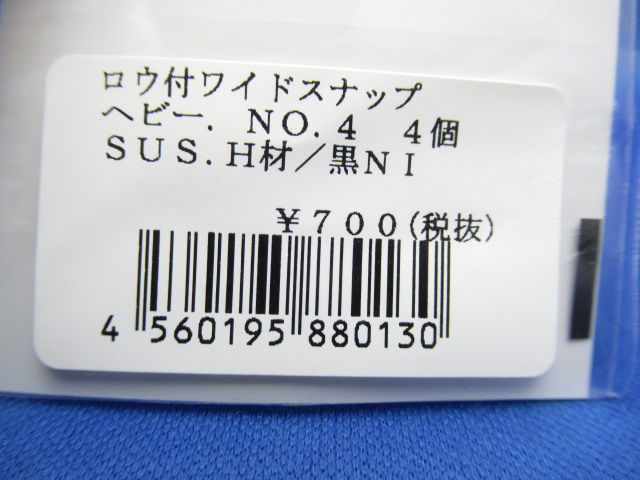 ロウ付ワイドスナップ
ヘビー. NO.4 4個
SUS.H材／黒NI
¥700(税抜)
4 560195 880130